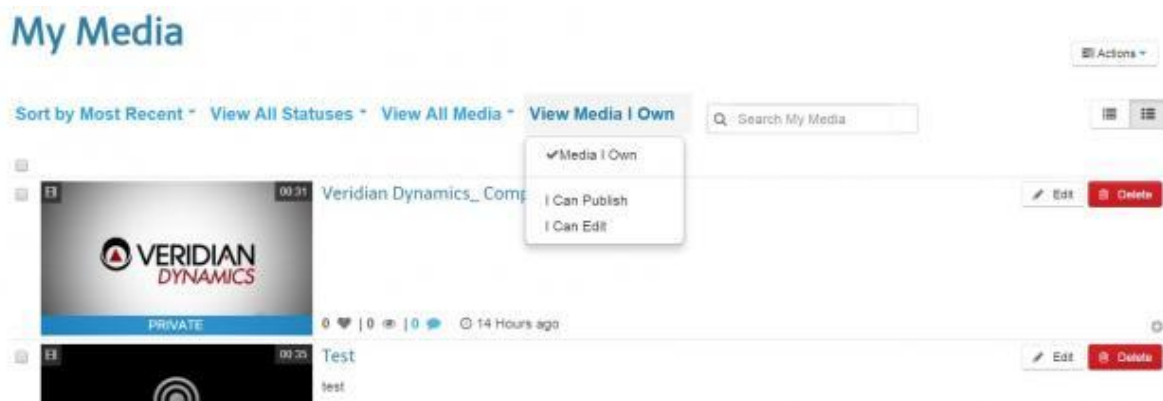 My Media
Actions
Sort by Most Recent View All Statuses View All Media View Media I Own Search My Media
Media I Own
00:31 Veridian Dynamics_ Comp Edit Delete
I Can Publish
I Can Edit
VERIDIAN
DYNAMICS
PRIVATE 0 | 0 | 0 14 Hours ago
00:35 Test Edit Delete
test